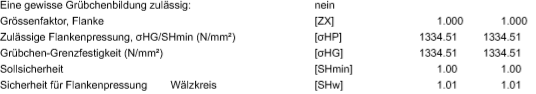 Eine gewisse Grübchenbildung zulässig: nein
Grössenfaktor, Flanke [ZX] 1.000 1.000
Zulässige Flankenpressung, σHG/SHmin (N/mm²) [σHP] 1334.51 1334.51
Grübchen-Grenzfestigkeit (N/mm²) [σHG] 1334.51 1334.51
Sollsicherheit [SHmin] 1.00 1.00
Sicherheit für Flankenpressung Wälzkreis [SHw] 1.01 1.01